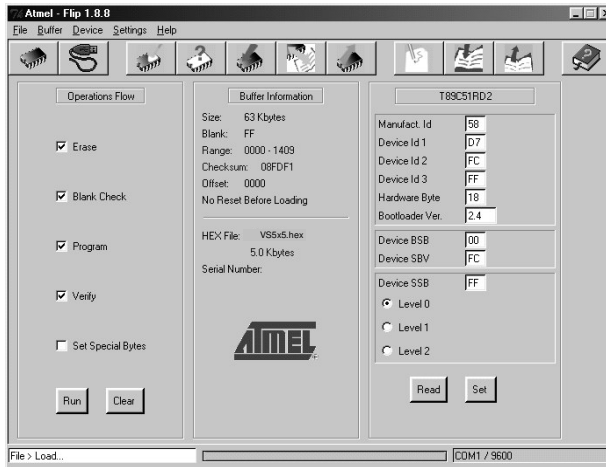 Atmel - Flip 1.8.8
File Buffer Device Settings Help
Operations Flow
Erase
Blank Check
Program
Verify
Set Special Bytes
Run Clear
Buffer Information
Size: 63 Kbytes
Blank: FF
Range: 0000 - 1409
Checksum: 08FDF1
Offset: 0000
No Reset Before Loading
HEX File: VS5x5.hex
5.0 Kbytes
Serial Number:
ATMEL
T89C51RD2
Manufact. Id 58
Device Id 1 D7
Device Id 2 FC
Device Id 3 FF
Hardware Byte 18
Bootloader Ver. 2.4
Device BSB 00
Device SBV FC
Device SSB FF
Level 0
Level 1
Level 2
Read Set
File > Load...
COM1 / 9600